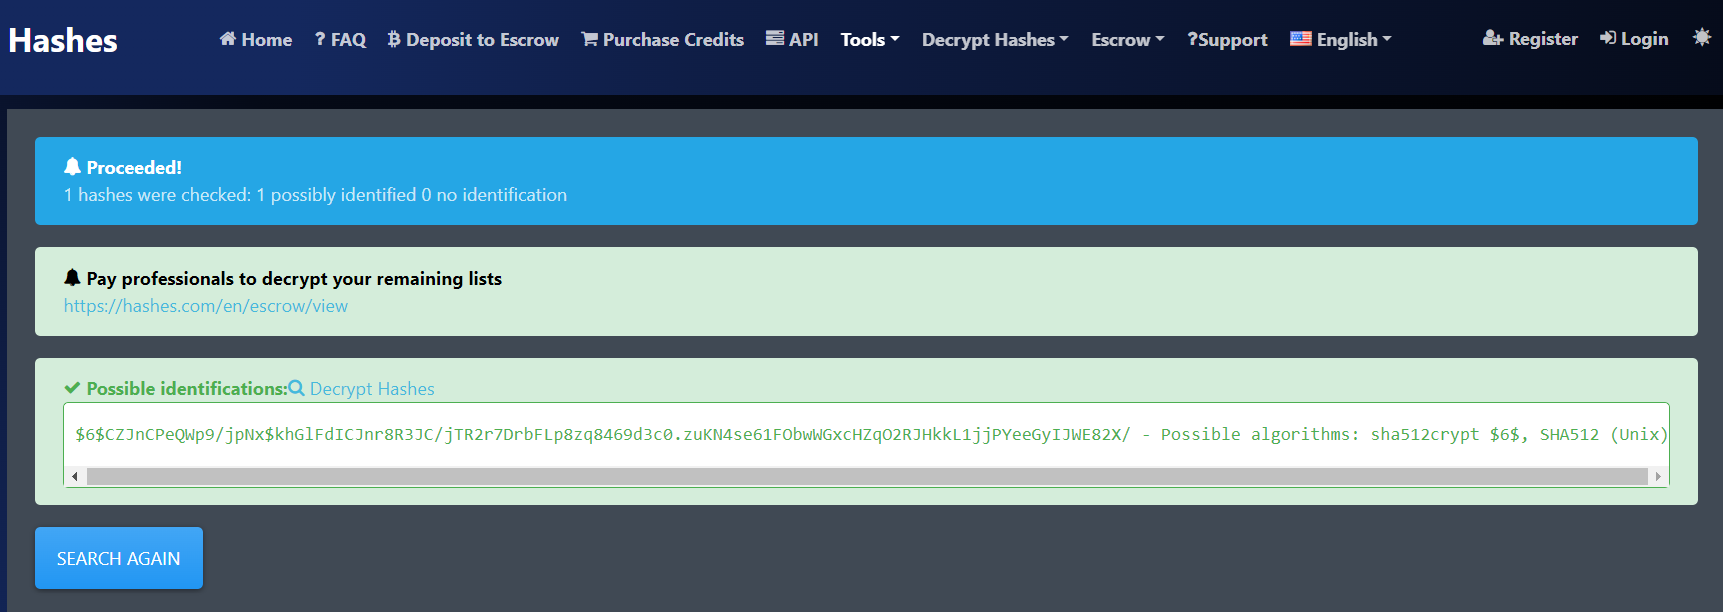 Hashes
Home ? FAQ Deposit to Escrow Purchase Credits API Tools Decrypt Hashes Escrow ?Support English Register Login
Proceeded!
1 hashes were checked: 1 possibly identified 0 no identification
Pay professionals to decrypt your remaining lists
https://hashes.com/en/escrow/view
Possible identifications: Decrypt Hashes
$6$CZJnCPeQWp9/jpNx$khGlFdICJnr8R3JC/jTR2r7DrbFLp8zq8469d3c0.zuKN4se61FObwWGxcHZqO2RJHkkL1jjPYeeGyIJWE82X/ - Possible algorithms: sha512crypt $6$, SHA512 (Unix)
SEARCH AGAIN